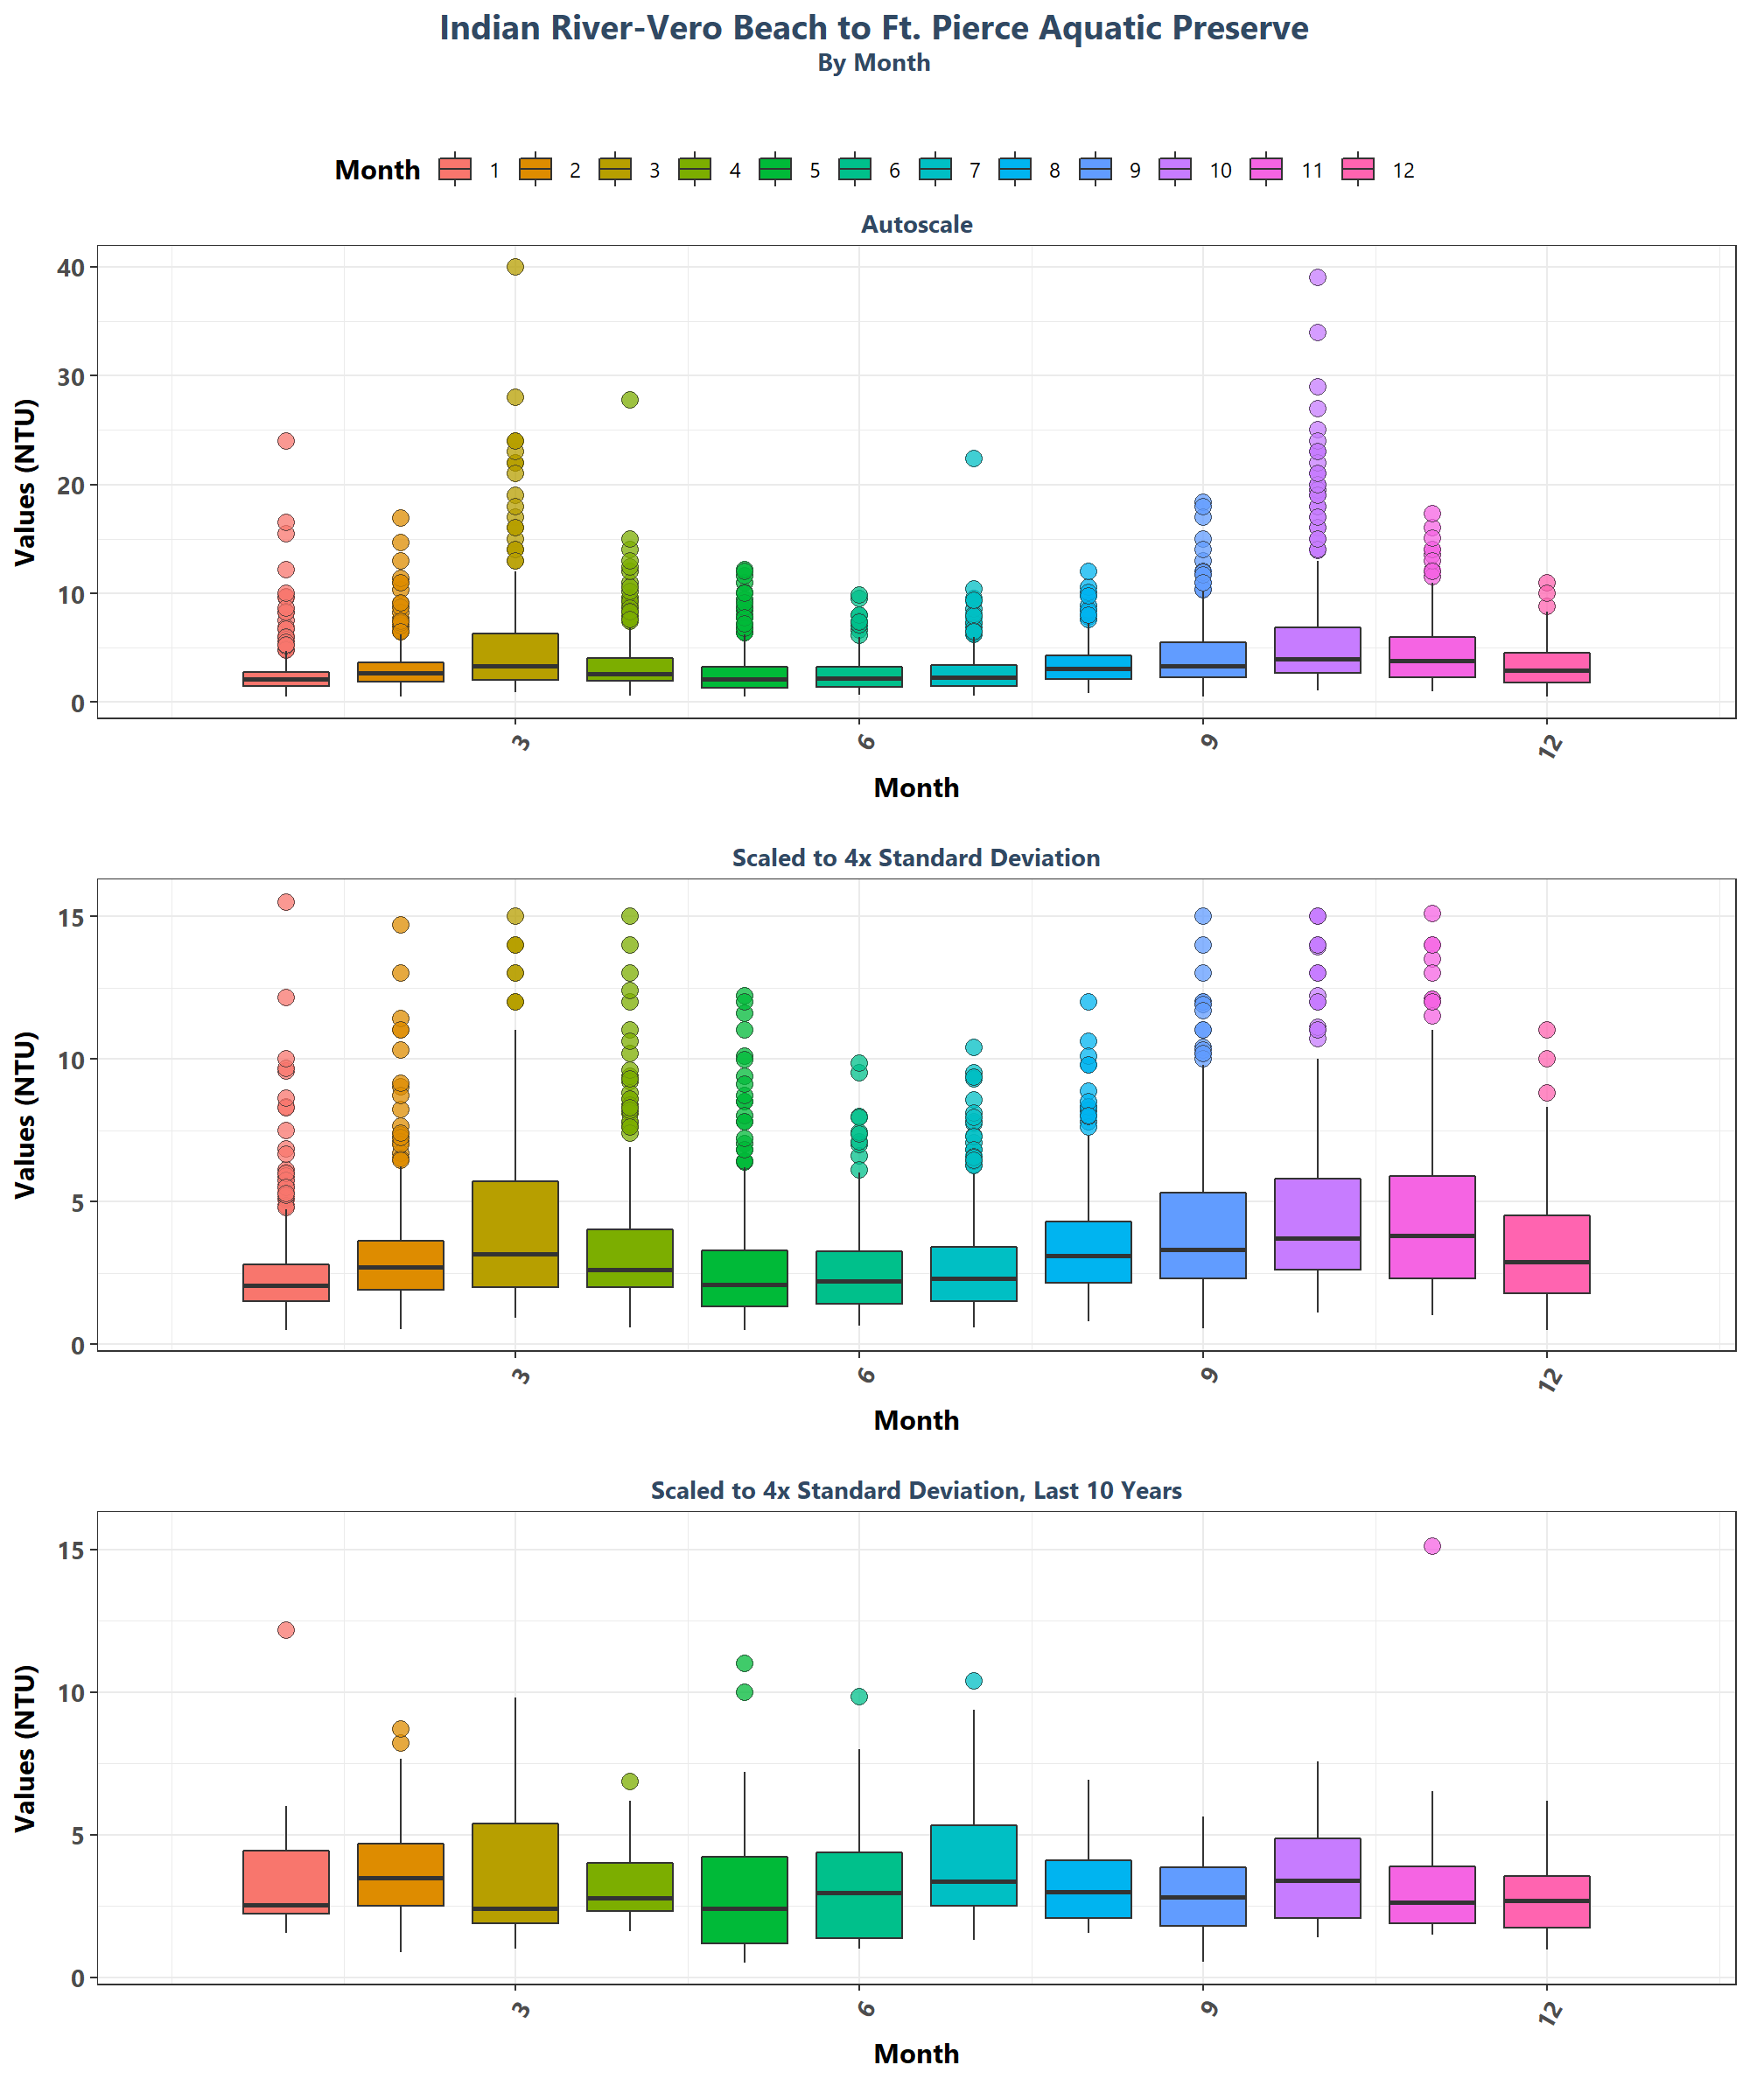 Indian River-Vero Beach to Ft. Pierce Aquatic Preserve
By Month
Month 1 2 3 4 5 6 7 8 9 10 11 12
Autoscale
Values (NTU)
40
30
20
10
0
3 6 9 12
Month
Scaled to 4x Standard Deviation
Values (NTU)
15
10
5
0
3 6 9 12
Month
Scaled to 4x Standard Deviation, Last 10 Years
Values (NTU)
15
10
5
0
3 6 9 12
Month